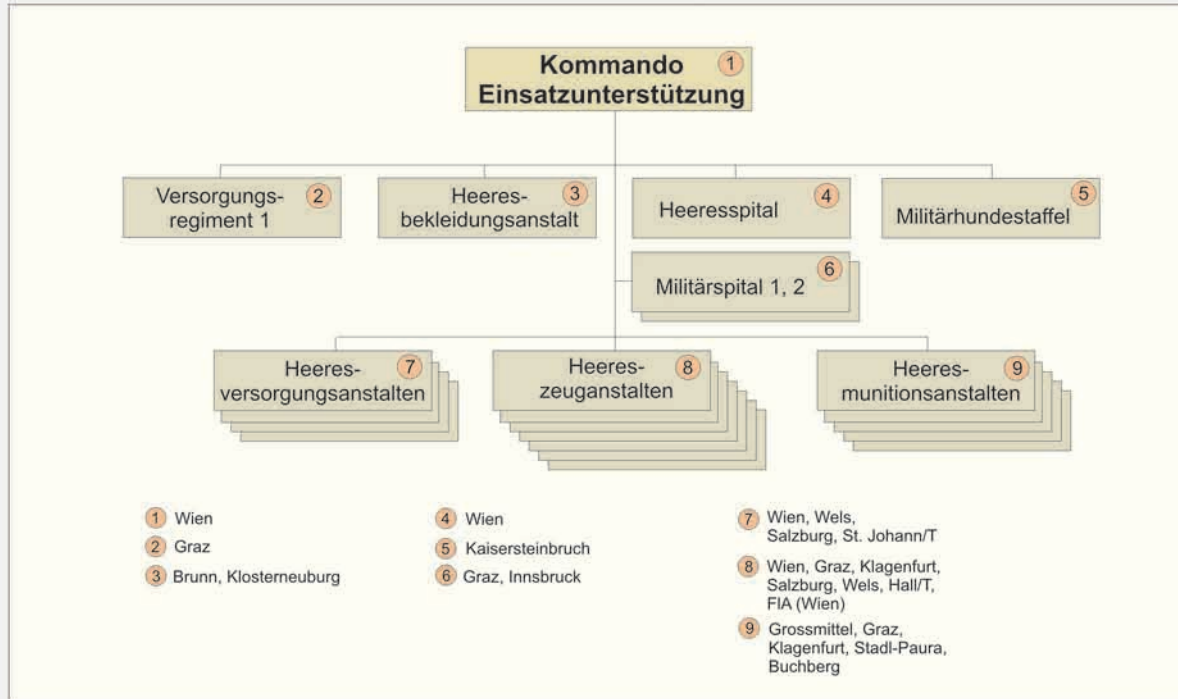 Kommando 1
Einsatzunterstützung
Versorgungs- 2
regiment 1
Heeres- 3
bekleidungsanstalt
Heeresspital 4
Militärhundestaffel 5
Militärspital 1, 2 6
Heeres- 7
versorgungsanstalten
Heeres- 8
zeuganstalten
Heeres- 9
munitionsanstalten
1 Wien
2 Graz
3 Brunn, Klosterneuburg
4 Wien
5 Kaisersteinbruch
6 Graz, Innsbruck
7 Wien, Wels,
Salzburg, St. Johann/T
8 Wien, Graz, Klagenfurt,
Salzburg, Wels, Hall/T,
FIA (Wien)
9 Grossmittel, Graz,
Klagenfurt, Stadl-Paura,
Buchberg